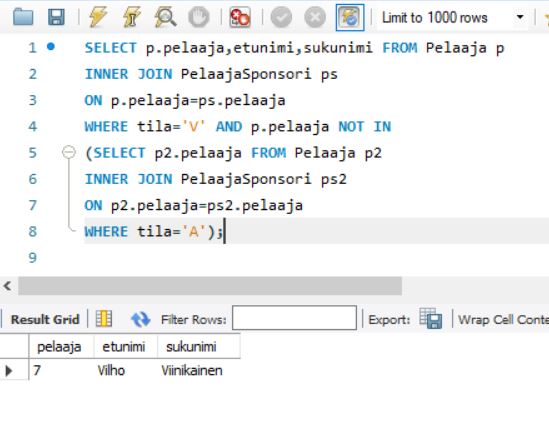 Limit to 1000 rows
1 SELECT p.pelaaja,etunimi,sukunimi FROM Pelaaja p
2 INNER JOIN PelaajaSponsori ps
3 ON p.pelaaja=ps.pelaaja
4 WHERE tila='V' AND p.pelaaja NOT IN
5 (SELECT p2.pelaaja FROM Pelaaja p2
6 INNER JOIN PelaajaSponsori ps2
7 ON p2.pelaaja=ps2.pelaaja
8 WHERE tila='A');
9
Result Grid Filter Rows: Export: Wrap Cell Conte
pelaaja etunimi sukunimi
7 Vilho Viinikainen